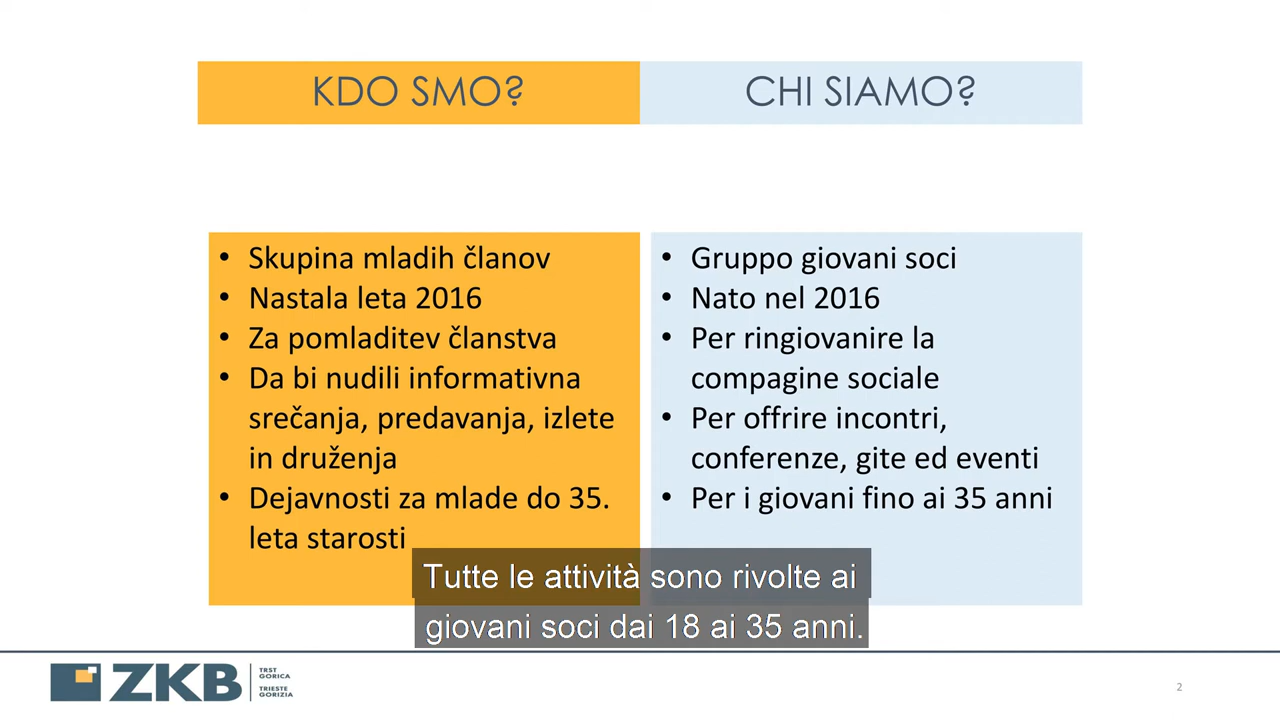 KDO SMO?
CHI SIAMO?
• Skupina mladih članov
• Nastala leta 2016
• Za pomladitev članstva
• Da bi nudili informativna
srečanja, predavanja, izlete
in druženja
• Dejavnosti za mlade do 35.
leta starosti
• Gruppo giovani soci
• Nato nel 2016
• Per ringiovanire la
compagine sociale
• Per offrire incontri,
conferenze, gite ed eventi
• Per i giovani fino ai 35 anni
Tutte le attività sono rivolte ai
giovani soci dai 18 ai 35 anni.
ZKB
TRST
GORICA
TRIESTE
GORIZIA
2